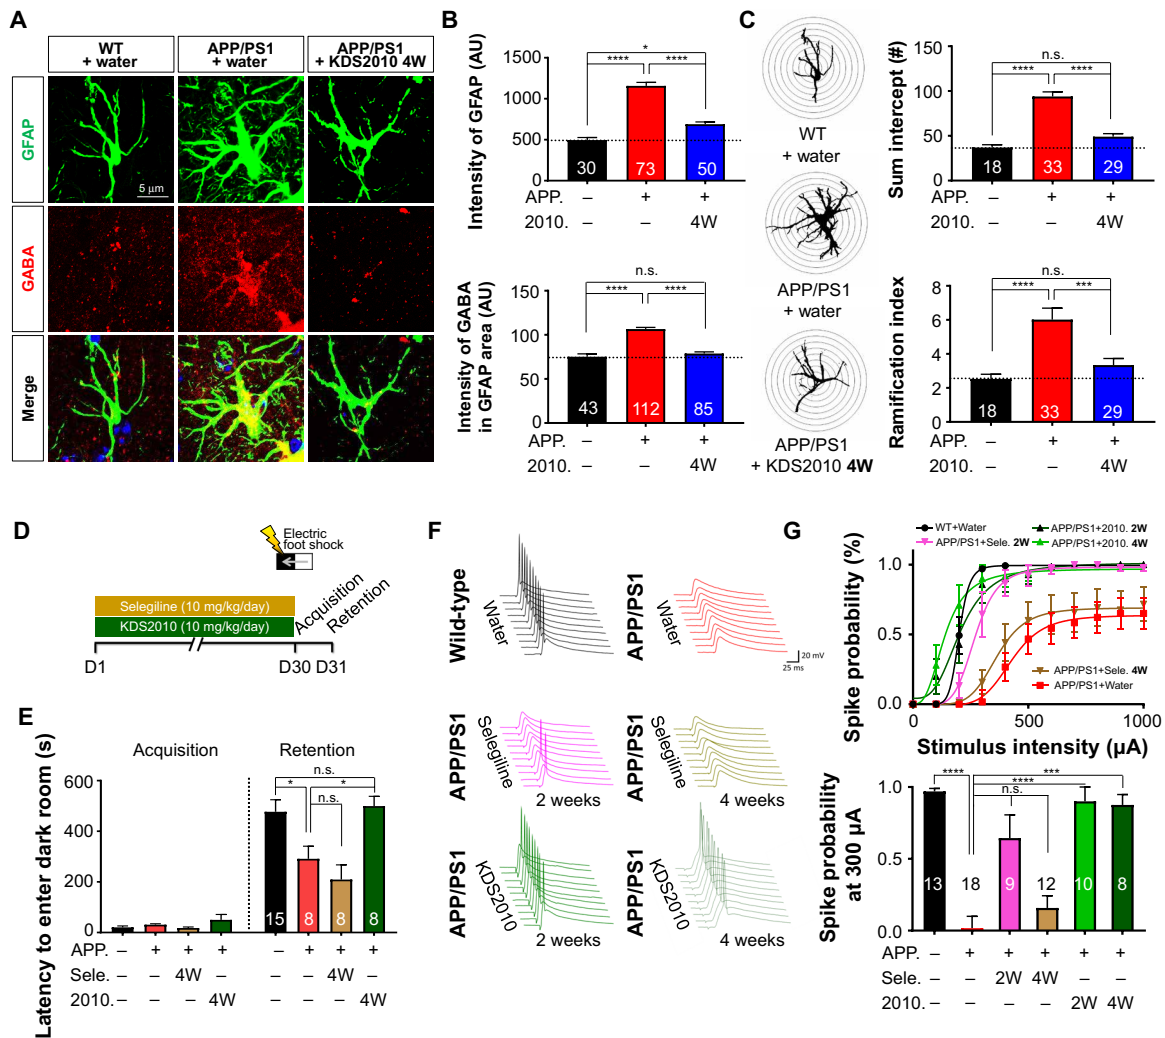 A
WT
+ water
APP/PS1
+ water
APP/PS1
+ KDS2010 4W
GFAP
5 µm
GABA
Merge
B
Intensity of GFAP (AU)
1500
1000
500
0
*
**** ****
30 73 50
APP. – + +
2010. – – 4W
Intensity of GABA
in GFAP area (AU)
150
100
50
0
n.s.
**** ****
43 112 85
APP. – + +
2010. – – 4W
C
WT
+ water
APP/PS1
+ water
APP/PS1
+ KDS2010 4W
Sum intercept (#)
150
100
50
0
n.s.
**** ****
18 33 29
APP. – + +
2010. – – 4W
Ramification index
8
6
4
2
0
n.s.
**** ***
18 33 29
APP. – + +
2010. – – 4W
D
Electric
foot shock
Selegiline (10 mg/kg/day)
KDS2010 (10 mg/kg/day)
Acquisition
Retention
D1 D30 D31
E
Latency to enter dark room (s)
Acquisition Retention
600
400
200
0
n.s.
* *
n.s.
15 8 8 8
APP. – + + + – + + +
Sele. – – 4W – – – 4W –
2010. – – – 4W – – – 4W
F
Wild-type
Water
APP/PS1
Water
20 mV
25 ms
APP/PS1
Selegiline
2 weeks
APP/PS1
Selegiline
4 weeks
APP/PS1
KDS2010
2 weeks
APP/PS1
KDS2010
4 weeks
G
WT+Water
APP/PS1+Sele. 2W
APP/PS1+2010. 2W
APP/PS1+2010. 4W
Spike probability (%)
1.0
0.5
0.0
APP/PS1+Sele. 4W
APP/PS1+Water
0 500 1000
Stimulus intensity (µA)
Spike probability
at 300 µA
1.0
0.5
0.0
**** ***
****
n.s.
13 18 9 12 10 8
APP. – + + + + +
Sele. – – 2W 4W – –
2010. – – – – 2W 4W